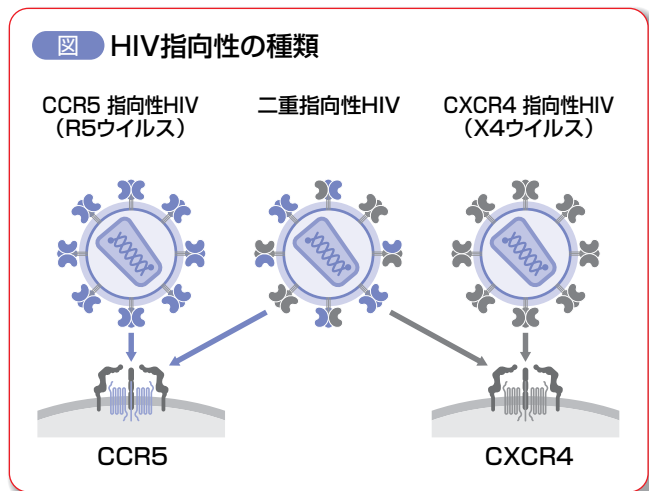 図 HIV指向性の種類
CCR5 指向性HIV
（R5ウイルス）
二重指向性HIV
CXCR4 指向性HIV
（X4ウイルス）
CCR5
CXCR4